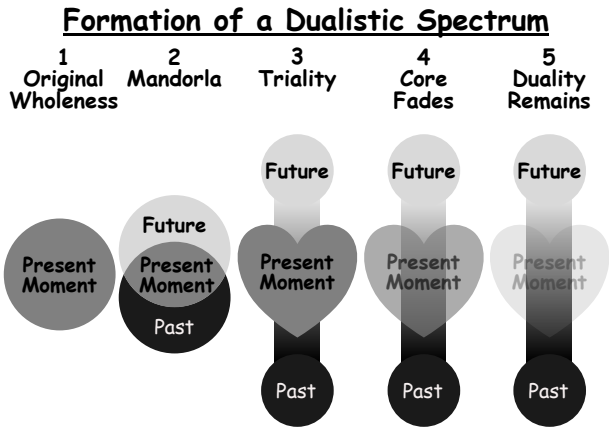 Formation of a Dualistic Spectrum
1
Original
Wholeness
2
Mandorla
3
Triality
4
Core
Fades
5
Duality
Remains
Present
Moment
Future
Present
Moment
Past
Future
Present
Moment
Past
Future
Present
Moment
Past
Future
Present
Moment
Past